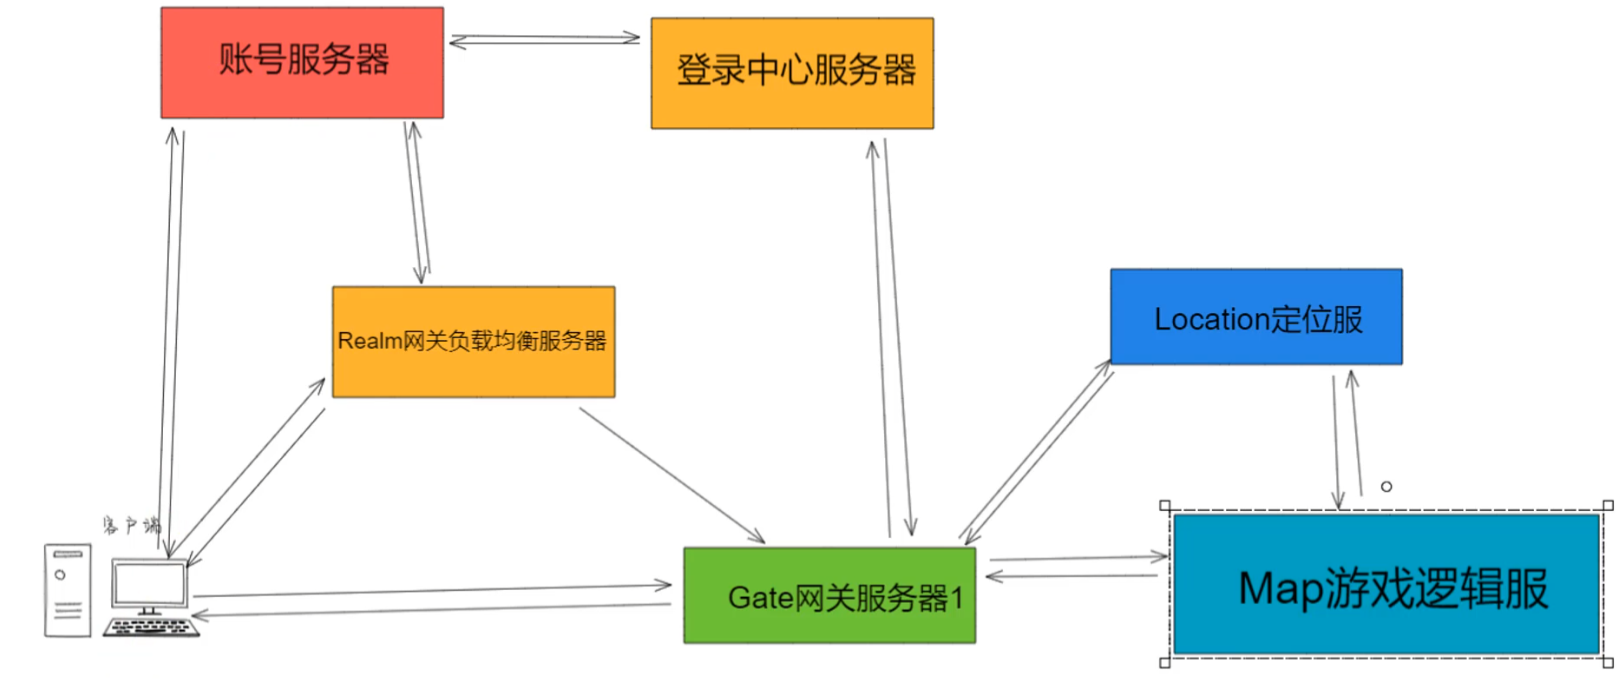 账号服务器
登录中心服务器
Location定位服
Realm网关负载均衡服务器
客户端
Gate网关服务器1
Map游戏逻辑服